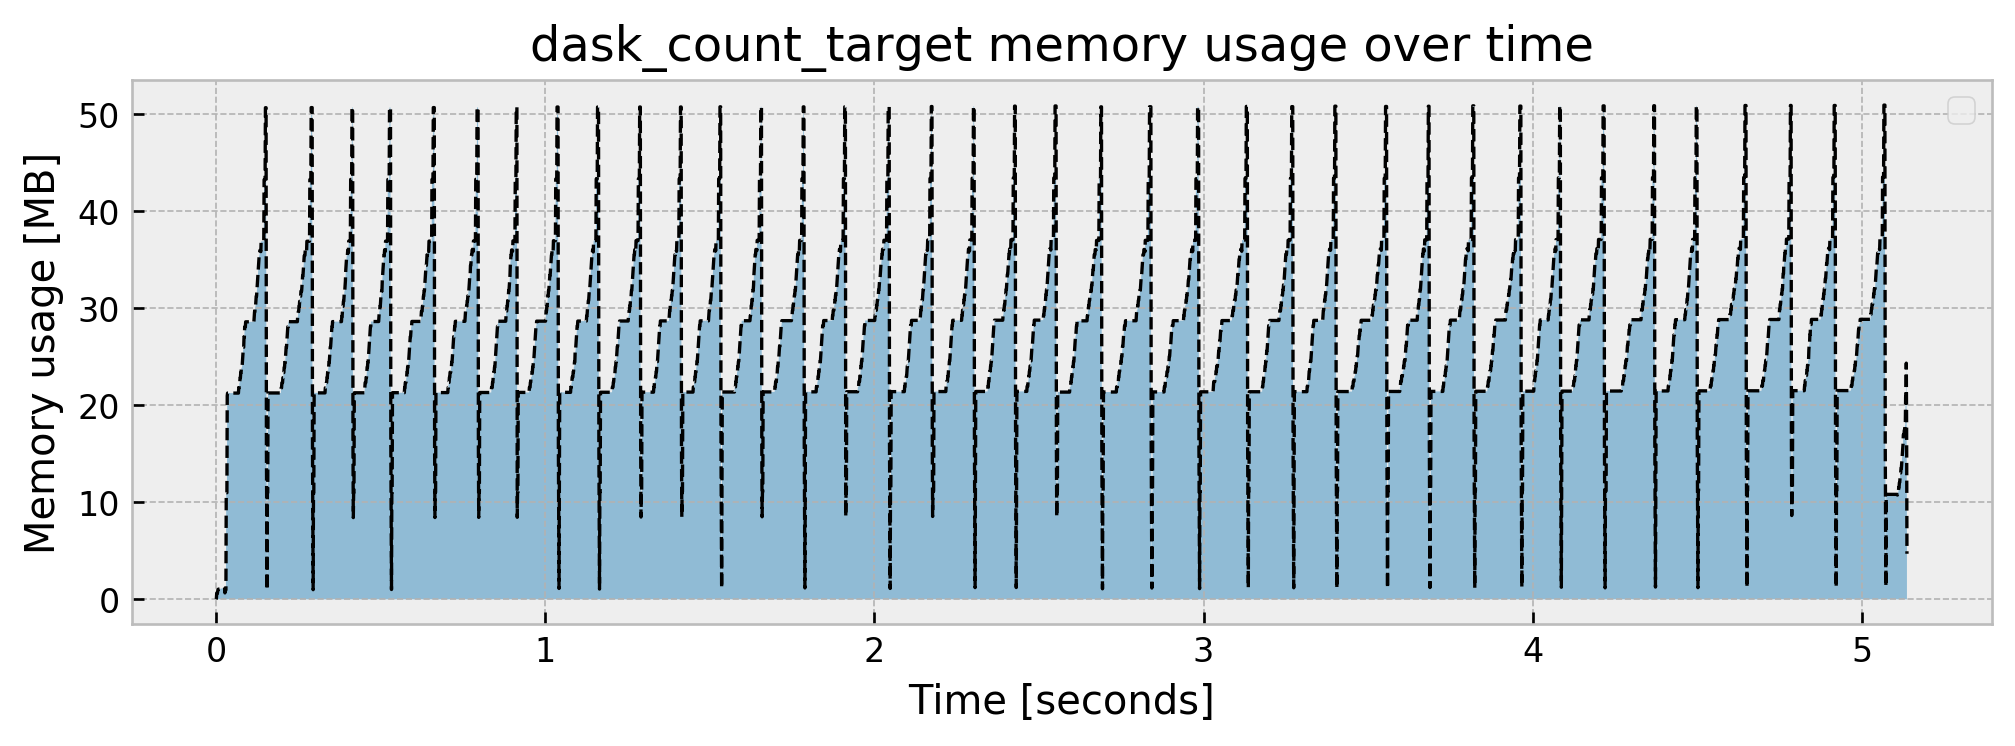 dask_count_target memory usage over time
Memory usage [MB]
50
40
30
20
10
0
0 1 2 3 4 5
Time [seconds]